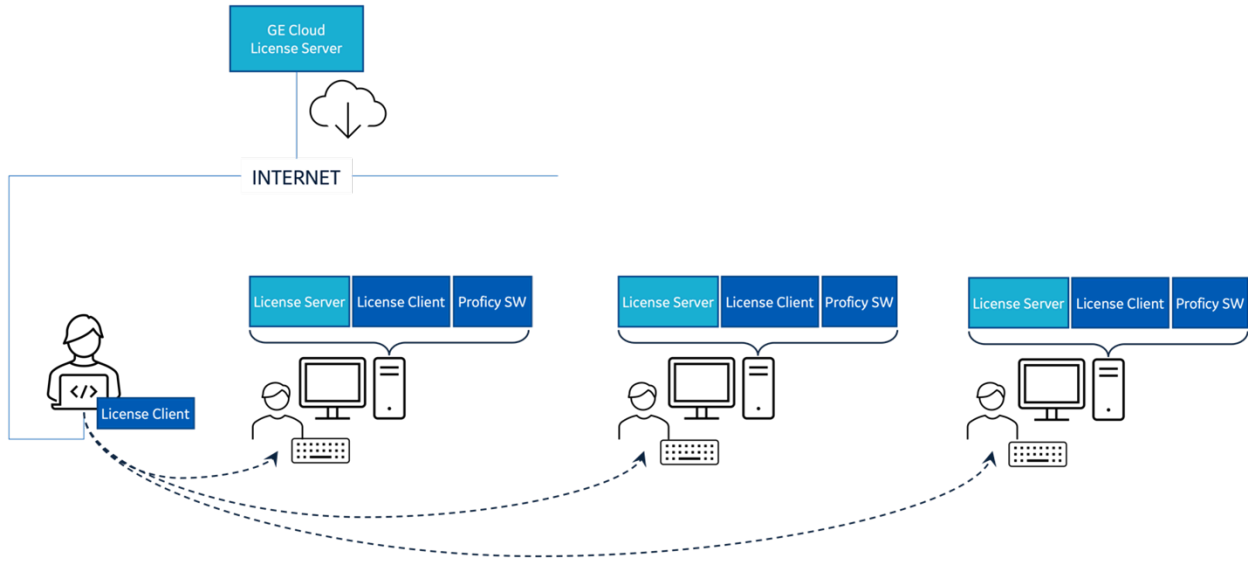 GE Cloud
License Server
INTERNET
License Server
License Client
Proficy SW
License Server
License Client
Proficy SW
License Server
License Client
Proficy SW
</>
License Client